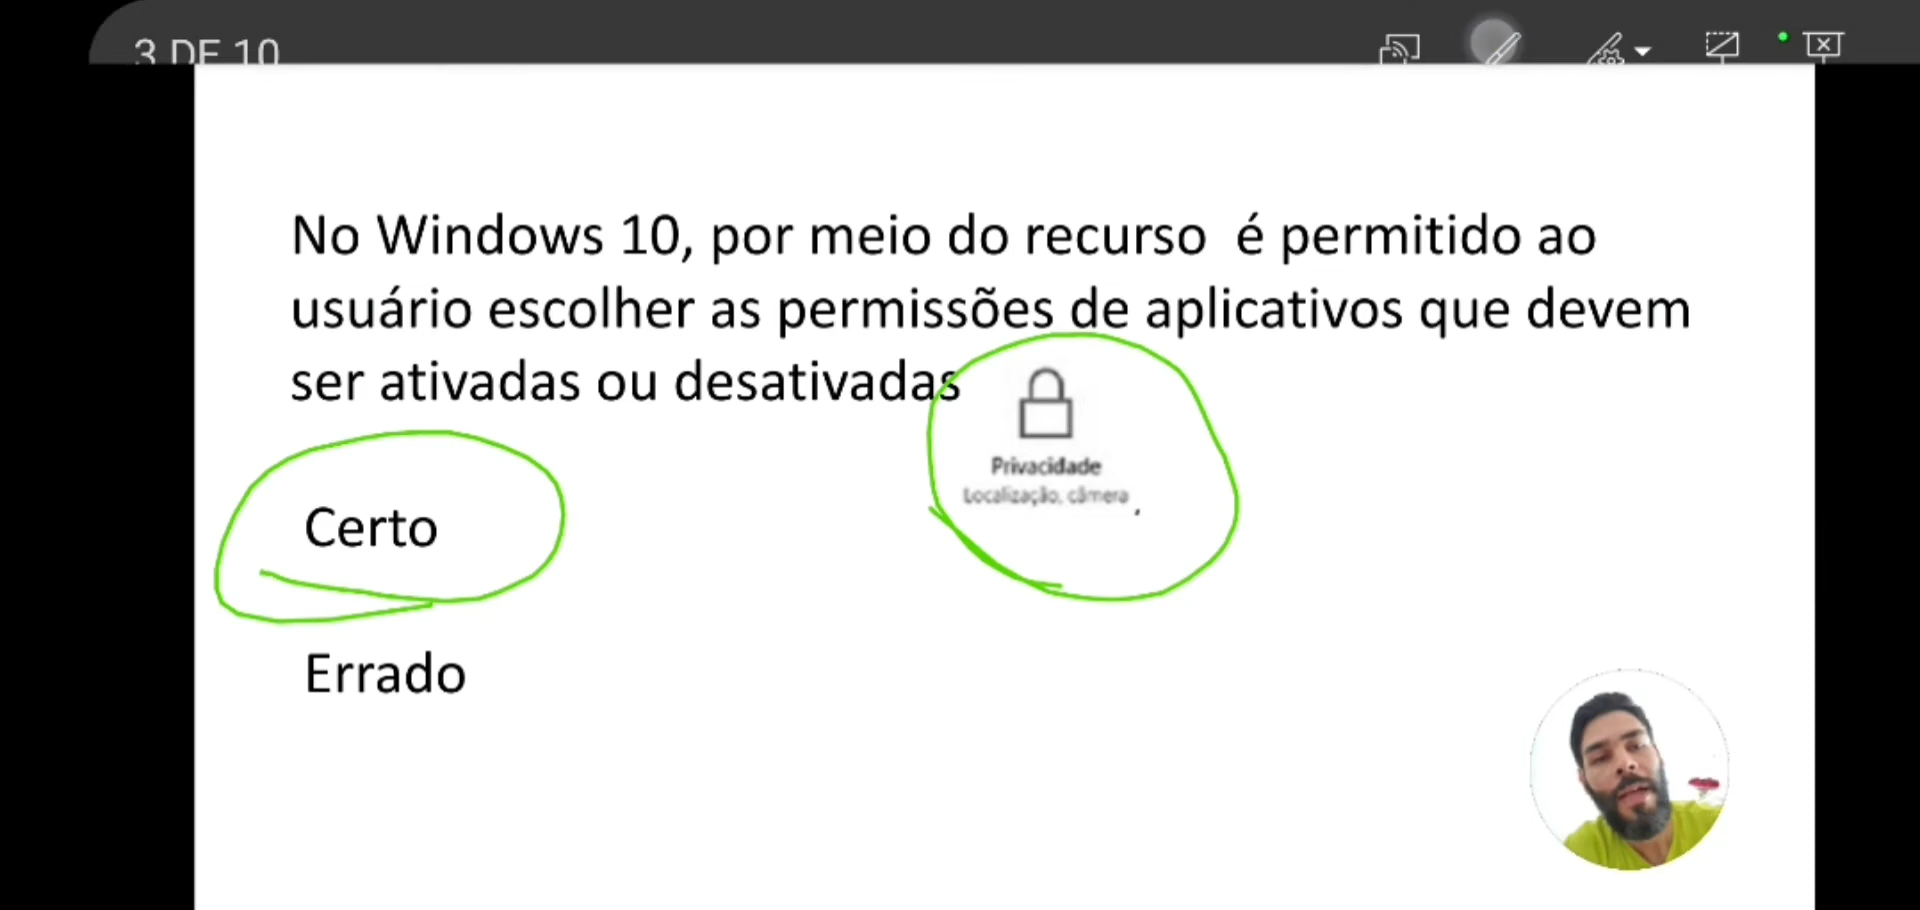 3 DE 10
No Windows 10, por meio do recurso é permitido ao
usuário escolher as permissões de aplicativos que devem
ser ativadas ou desativadas
Privacidade
Localização, câmera
.
Certo
Errado